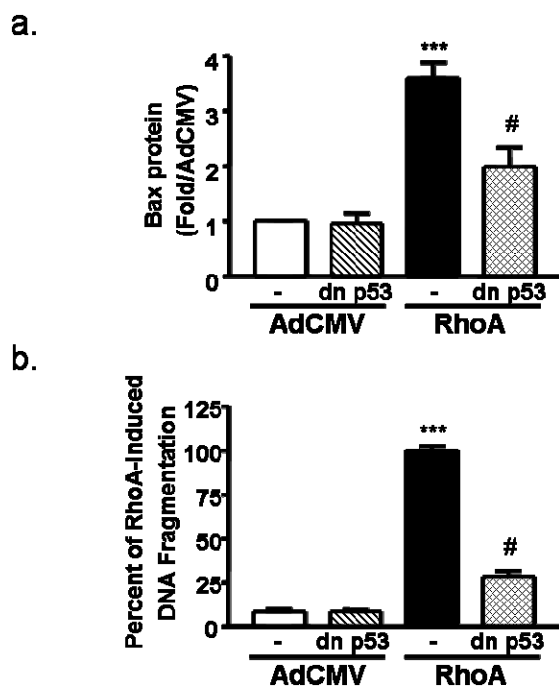 a.
Bax protein
(Fold/AdCMV)
4
3
2
1
0
***
#
- dn p53 - dn p53
AdCMV RhoA
b.
Percent of RhoA-Induced
DNA Fragmentation
125
100
75
50
25
0
***
#
- dn p53 - dn p53
AdCMV RhoA